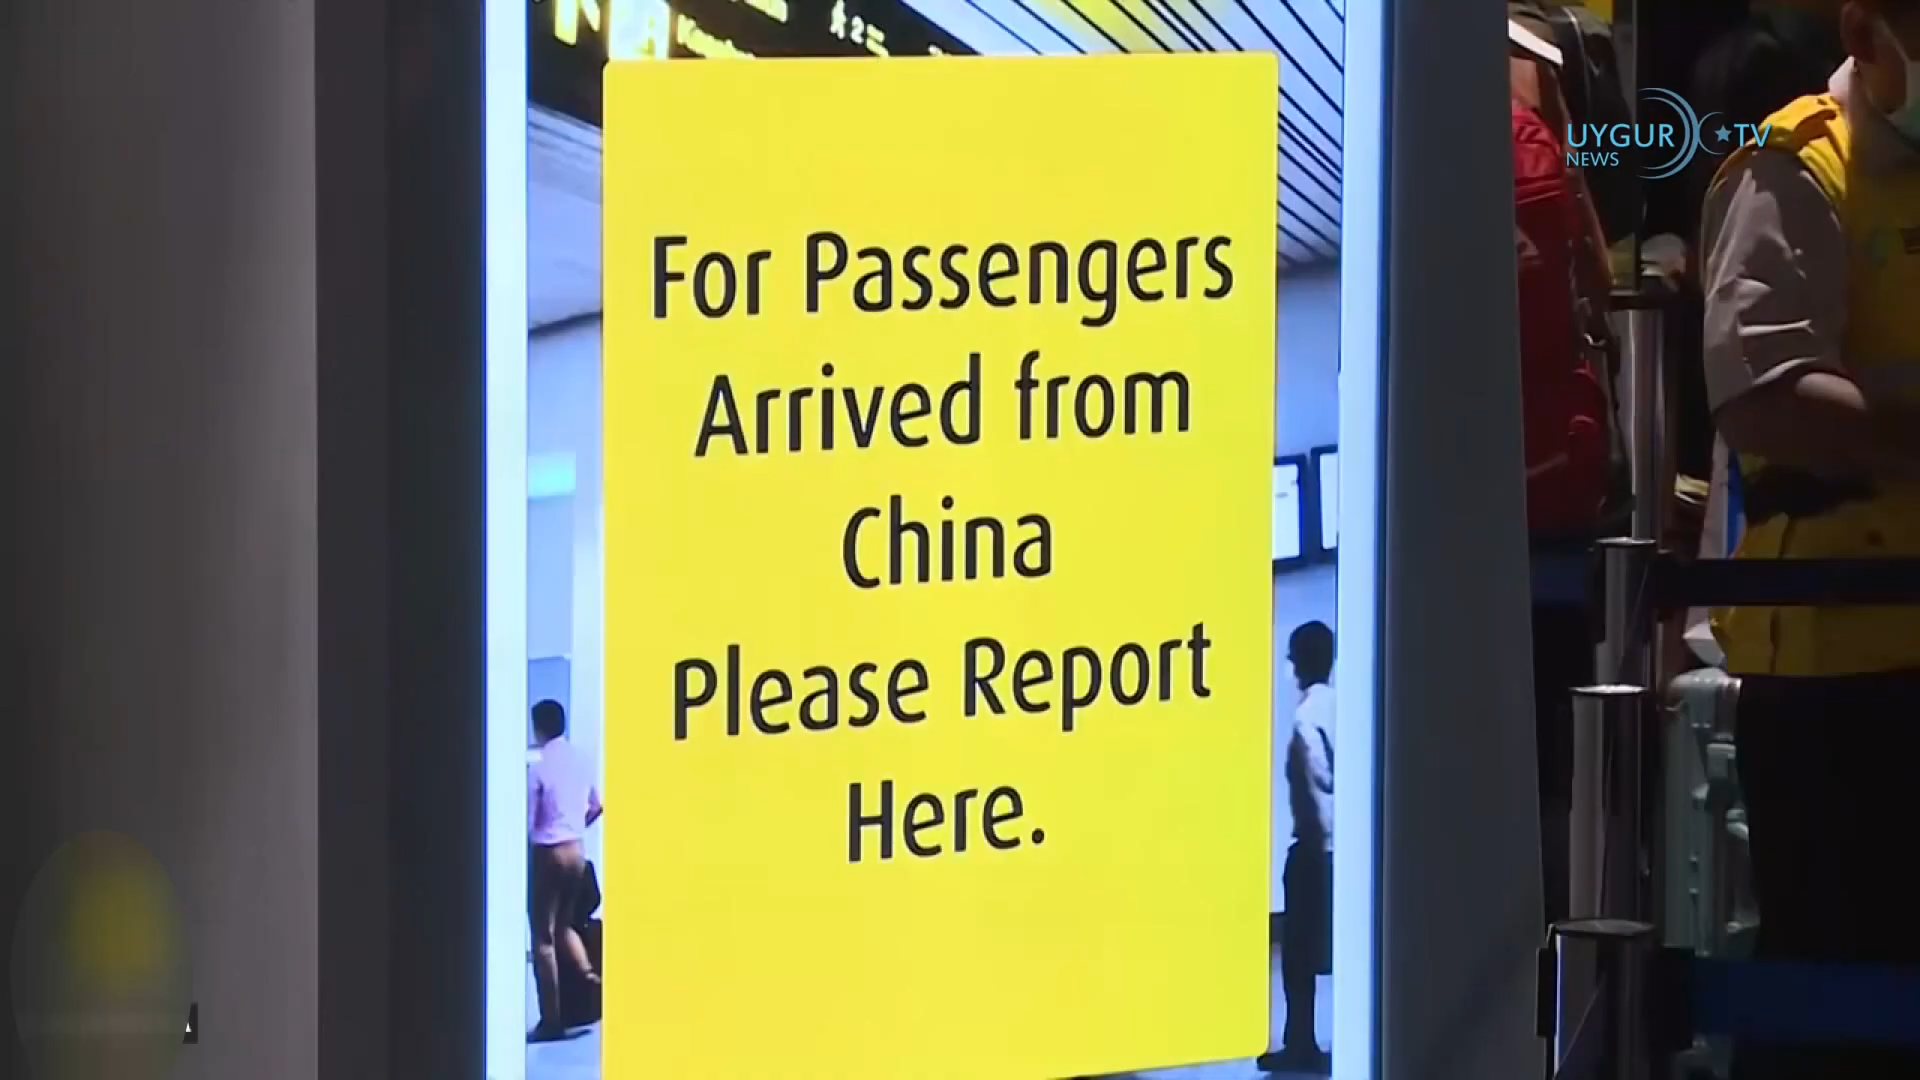 UYGUR TV
NEWS
For Passengers
Arrived from
China
Please Report
Here.